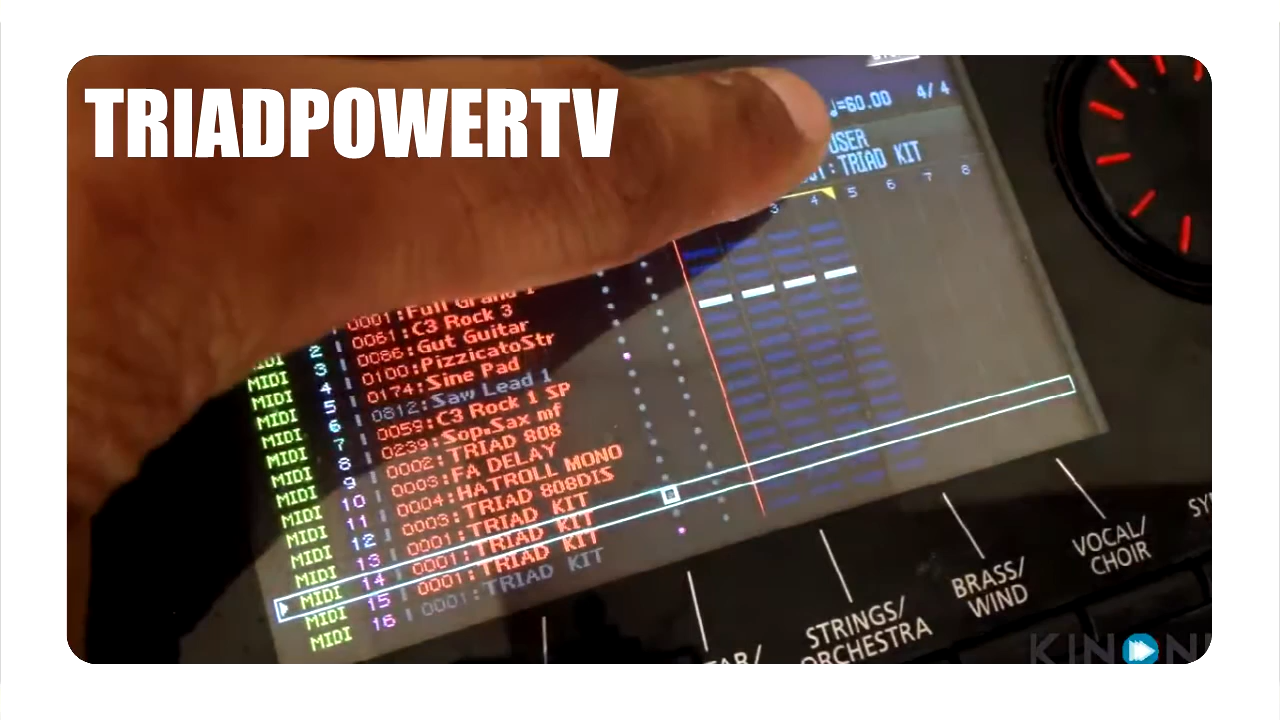 TRIADPOWERTV
♩=60.00 4/4
USER
:TRIAD KIT
3 4 5 6 7 8
0001:Full Grand 1
2 0061:C3 Rock 3
MIDI 3 0086:Gut Guitar
MIDI 4 0100:PizzicatoStr
MIDI 5 0174:Sine Pad
MIDI 6 0812:Saw Lead 1
MIDI 7 0059:C3 Rock 1 SP
MIDI 8 0239:Sop.Sax mf
MIDI 9 0002:TRIAD 808
MIDI 10 0003:FA DELAY
MIDI 11 0004:HATROLL MONO
MIDI 12 0003:TRIAD 808DIS
MIDI 13 0001:TRIAD KIT
MIDI 14 0001:TRIAD KIT
MIDI 15 0001:TRIAD KIT
MIDI 16 0001:TRIAD KIT
STRINGS/
ORCHESTRA
BRASS/
WIND
VOCAL/
CHOIR